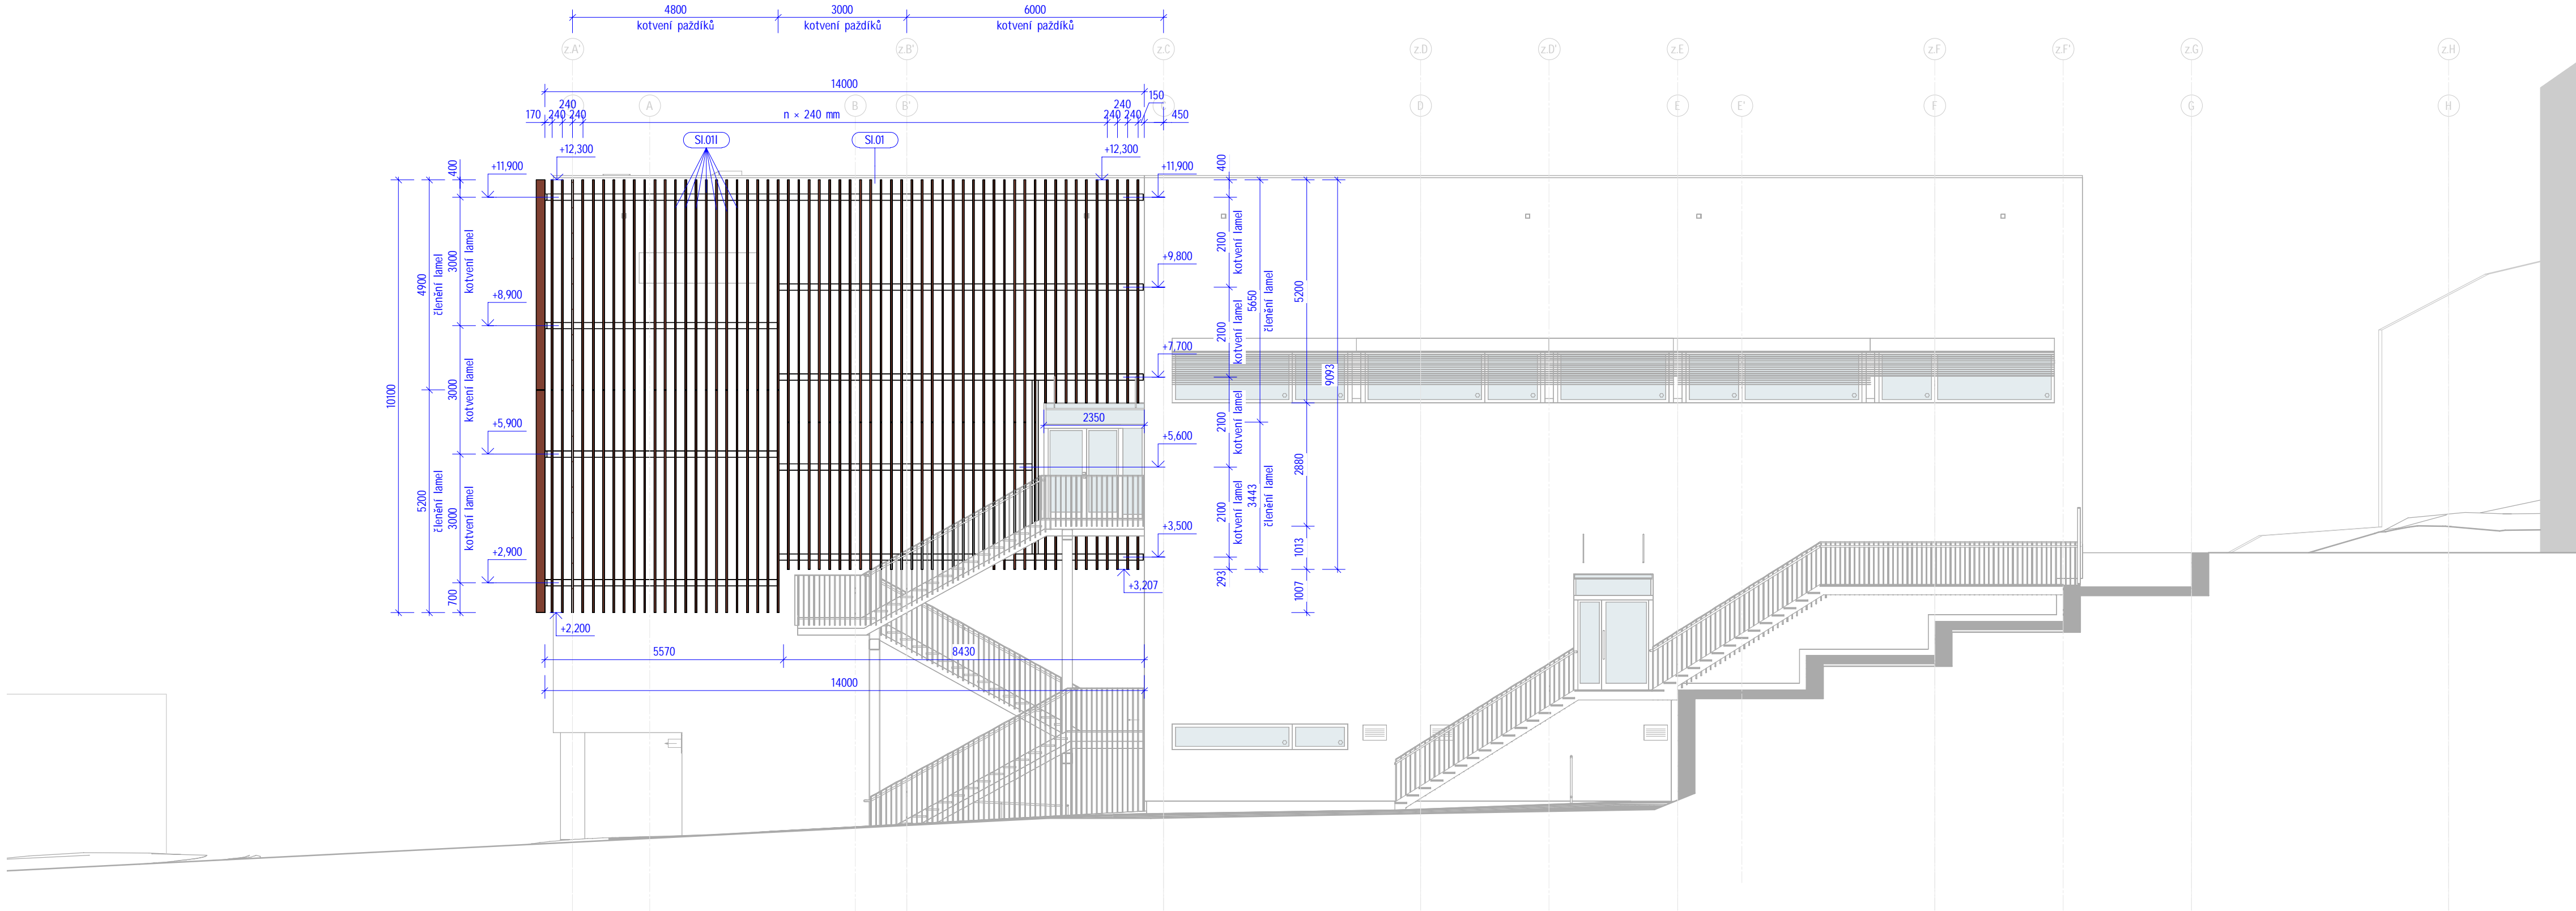 4800 3000 6000
kotvení paždíků kotvení paždíků kotvení paždíků
z.A' z.B' z.C z.D z.D' z.E z.F z.F' z.G z.H
14000
150
240 240
A B B' D E E' F G H
170 240 240 n × 240 mm 240 240 450
SI.01I SI.01
+12,300 +12,300
400 +11,900 +11,900 400
2100 kotvení lamel
3000 kotvení lamel
+9,800
4900 členění lamel
5650 členění lamel
5200
+8,900
2100 kotvení lamel
+7,700
9093
10100
3000 kotvení lamel
2100 kotvení lamel
2350
+5,900
+5,600
2880
5200 členění lamel
3000 kotvení lamel
2100 kotvení lamel
3443 členění lamel
+3,500
1013
+2,900
293
+3,207
1007
700
+2,200
5570 8430
14000